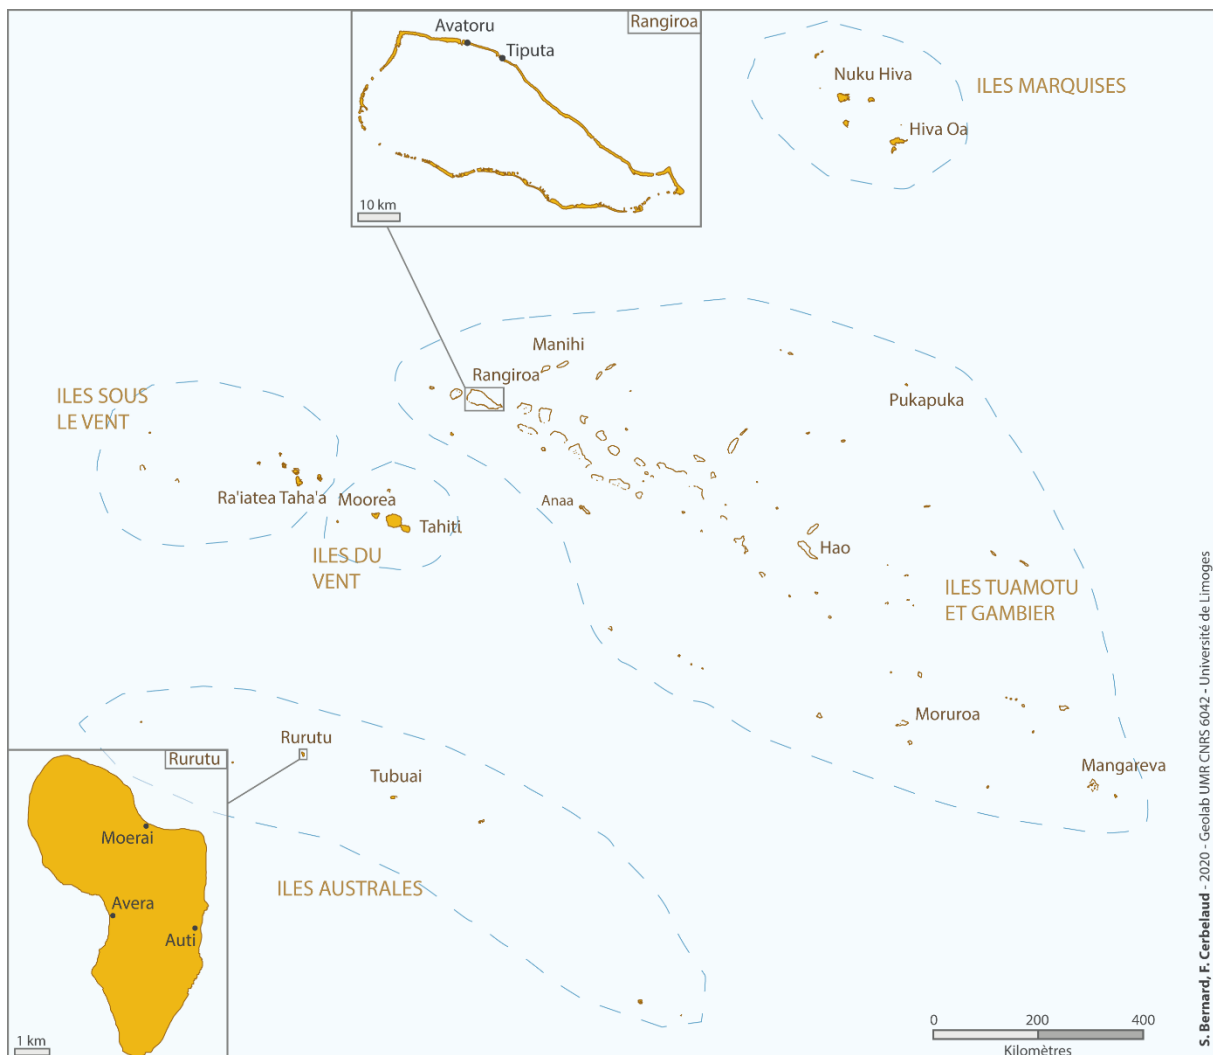 Avatoru
Rangiroa
Tiputa
10 km
Nuku Hiva
ILES MARQUISES
Hiva Oa
Manihi
Rangiroa
ILES SOUS
LE VENT
Pukapuka
Ra'iatea Taha'a
Moorea
Tahiti
Anaa
Hao
ILES DU
VENT
ILES TUAMOTU
ET GAMBIER
Moruroa
Mangareva
Rurutu
Tubuai
Rurutu
Moerai
Avera
Auti
1 km
ILES AUSTRALES
0 200 400
Kilomètres
S. Bernard, F. Cerbelaud - 2020 - Geolab UMR CNRS 6042 - Université de Limoges